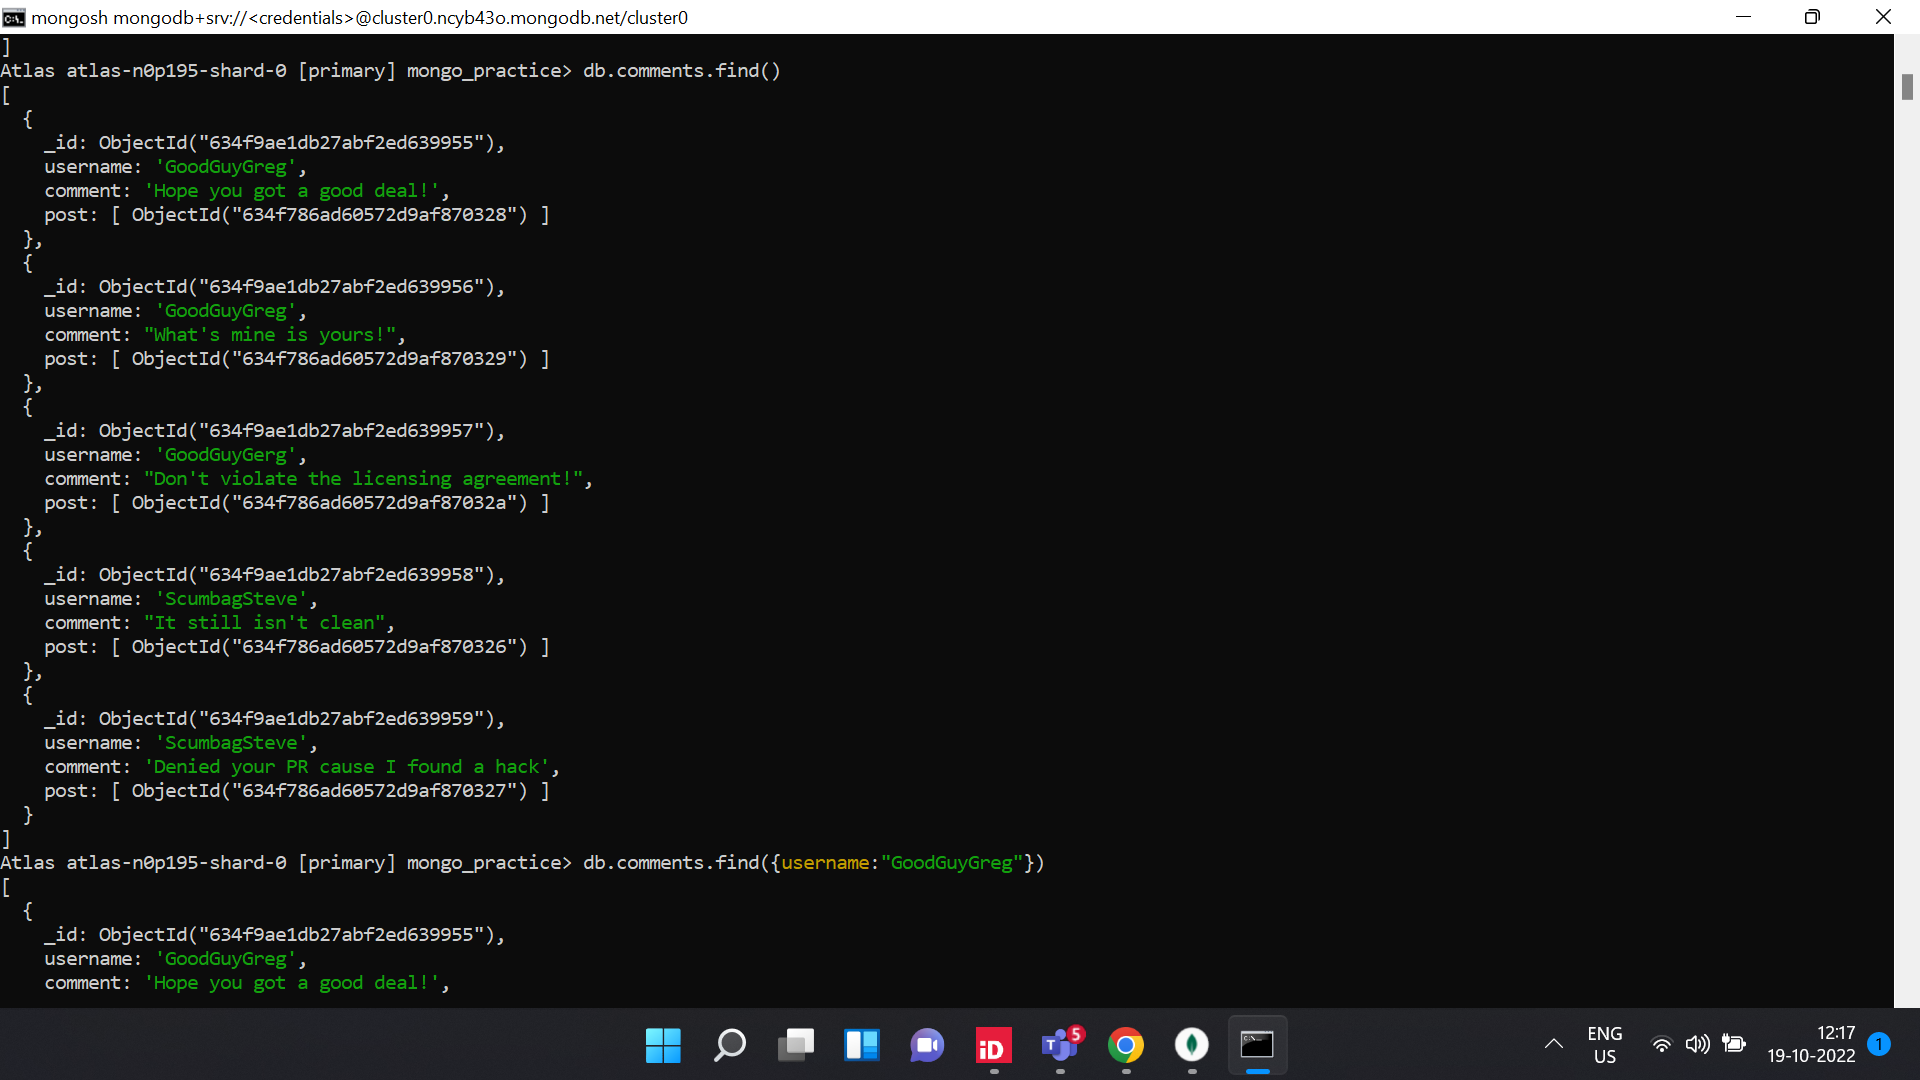 mongosh mongodb+srv://<credentials>@cluster0.ncyb43o.mongodb.net/cluster0
]
Atlas atlas-n0p195-shard-0 [primary] mongo_practice> db.comments.find()
[
  {
    _id: ObjectId("634f9ae1db27abf2ed639955"),
    username: 'GoodGuyGreg',
    comment: 'Hope you got a good deal!',
    post: [ ObjectId("634f786ad60572d9af870328") ]
  },
  {
    _id: ObjectId("634f9ae1db27abf2ed639956"),
    username: 'GoodGuyGreg',
    comment: "What's mine is yours!",
    post: [ ObjectId("634f786ad60572d9af870329") ]
  },
  {
    _id: ObjectId("634f9ae1db27abf2ed639957"),
    username: 'GoodGuyGerg',
    comment: "Don't violate the licensing agreement!",
    post: [ ObjectId("634f786ad60572d9af87032a") ]
  },
  {
    _id: ObjectId("634f9ae1db27abf2ed639958"),
    username: 'ScumbagSteve',
    comment: "It still isn't clean",
    post: [ ObjectId("634f786ad60572d9af870326") ]
  },
  {
    _id: ObjectId("634f9ae1db27abf2ed639959"),
    username: 'ScumbagSteve',
    comment: 'Denied your PR cause I found a hack',
    post: [ ObjectId("634f786ad60572d9af870327") ]
  }
]
Atlas atlas-n0p195-shard-0 [primary] mongo_practice> db.comments.find({username:"GoodGuyGreg"})
[
  {
    _id: ObjectId("634f9ae1db27abf2ed639955"),
    username: 'GoodGuyGreg',
    comment: 'Hope you got a good deal!',
iD
T
5
ENG
US
12:17
19-10-2022
1